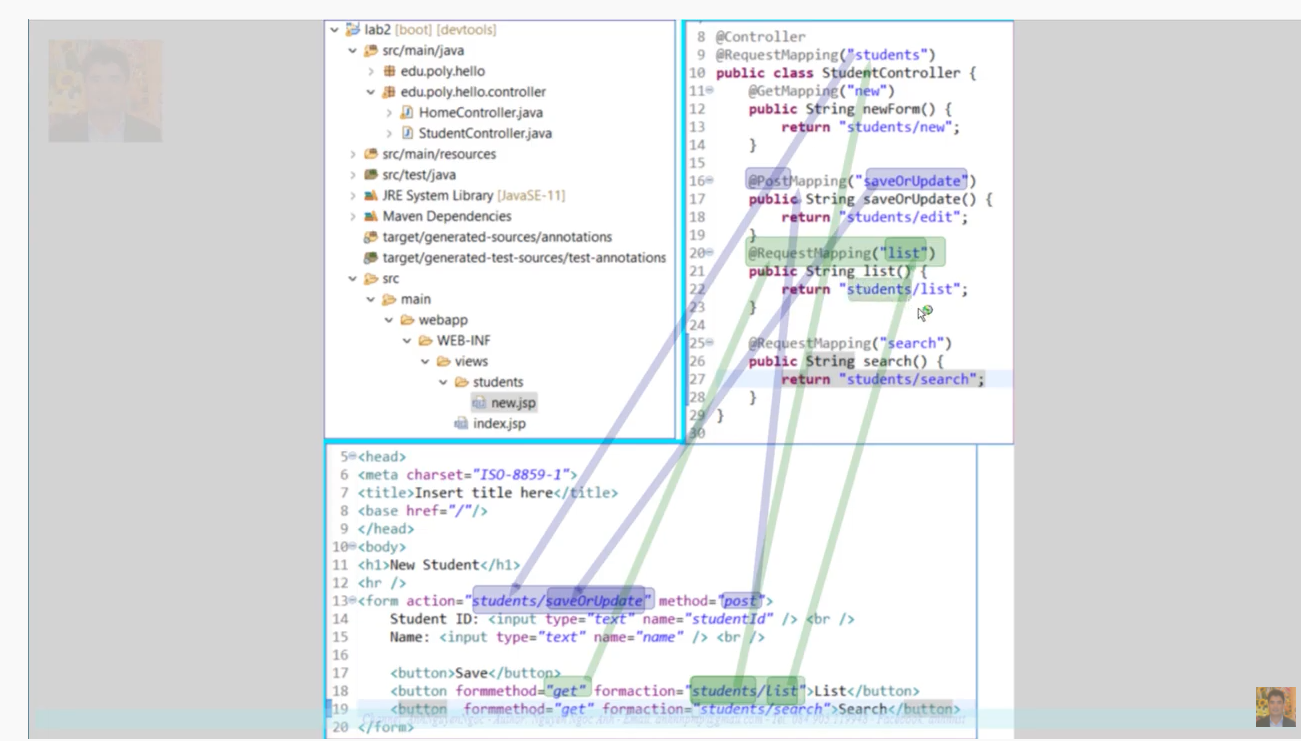 lab2 [boot] [devtools]
src/main/java
edu.poly.hello
edu.poly.hello.controller
HomeController.java
StudentController.java
src/main/resources
src/test/java
JRE System Library [JavaSE-11]
Maven Dependencies
target/generated-sources/annotations
target/generated-test-sources/test-annotations
src
main
webapp
WEB-INF
views
students
new.jsp
index.jsp
8 @Controller
9 @RequestMapping("students")
10 public class StudentController {
11 @GetMapping("new")
12 public String newForm() {
13 return "students/new";
14 }
15
16 @PostMapping("saveOrUpdate")
17 public String saveOrUpdate() {
18 return "students/edit";
19 }
20 @RequestMapping("list")
21 public String list() {
22 return "students/list";
23 }
24
25 @RequestMapping("search")
26 public String search() {
27 return "students/search";
28 }
29 }
30
5 <head>
6 <meta charset="ISO-8859-1">
7 <title>Insert title here</title>
8 <base href="/"/>
9 </head>
10 <body>
11 <h1>New Student</h1>
12 <hr />
13 <form action="students/saveOrUpdate" method="post">
14 Student ID: <input type="text" name="studentId" /> <br />
15 Name: <input type="text" name="name" /> <br />
16
17 <button>Save</button>
18 <button formmethod="get" formaction="students/list">List</button>
19 <button formmethod="get" formaction="students/search">Search</button>
20 </form>